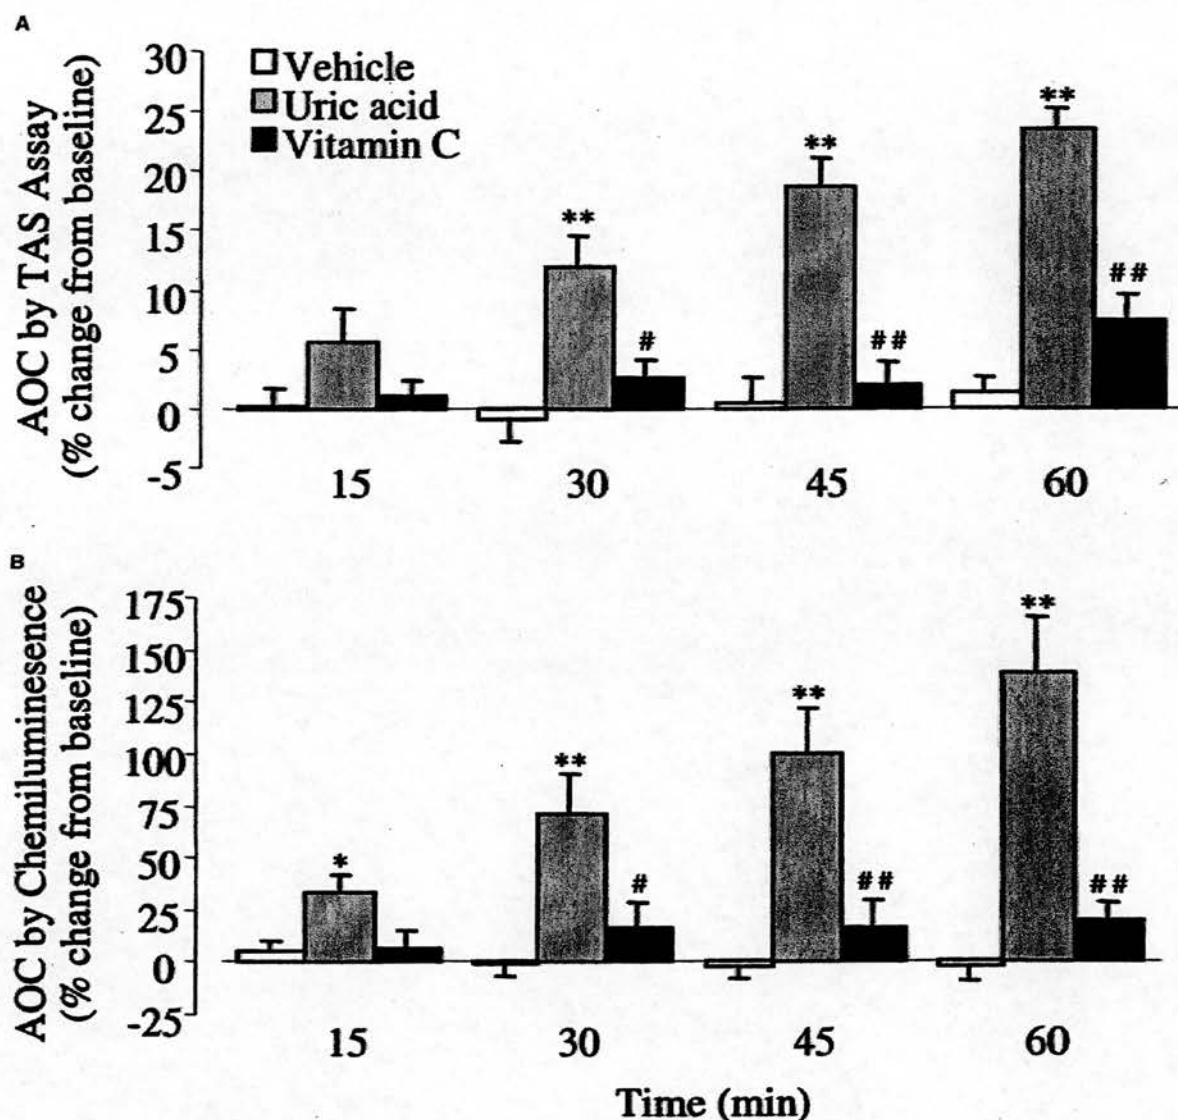 A
AOC by TAS Assay
(% change from baseline)
30
25
20
15
10
5
0
-5
Vehicle
Uric acid
Vitamin C
**
#
**
##
**
##
15 30 45 60
B
AOC by Chemiluminesence
(% change from baseline)
175
150
125
100
75
50
25
0
-25
*
**
#
**
##
**
##
15 30 45 60
Time (min)